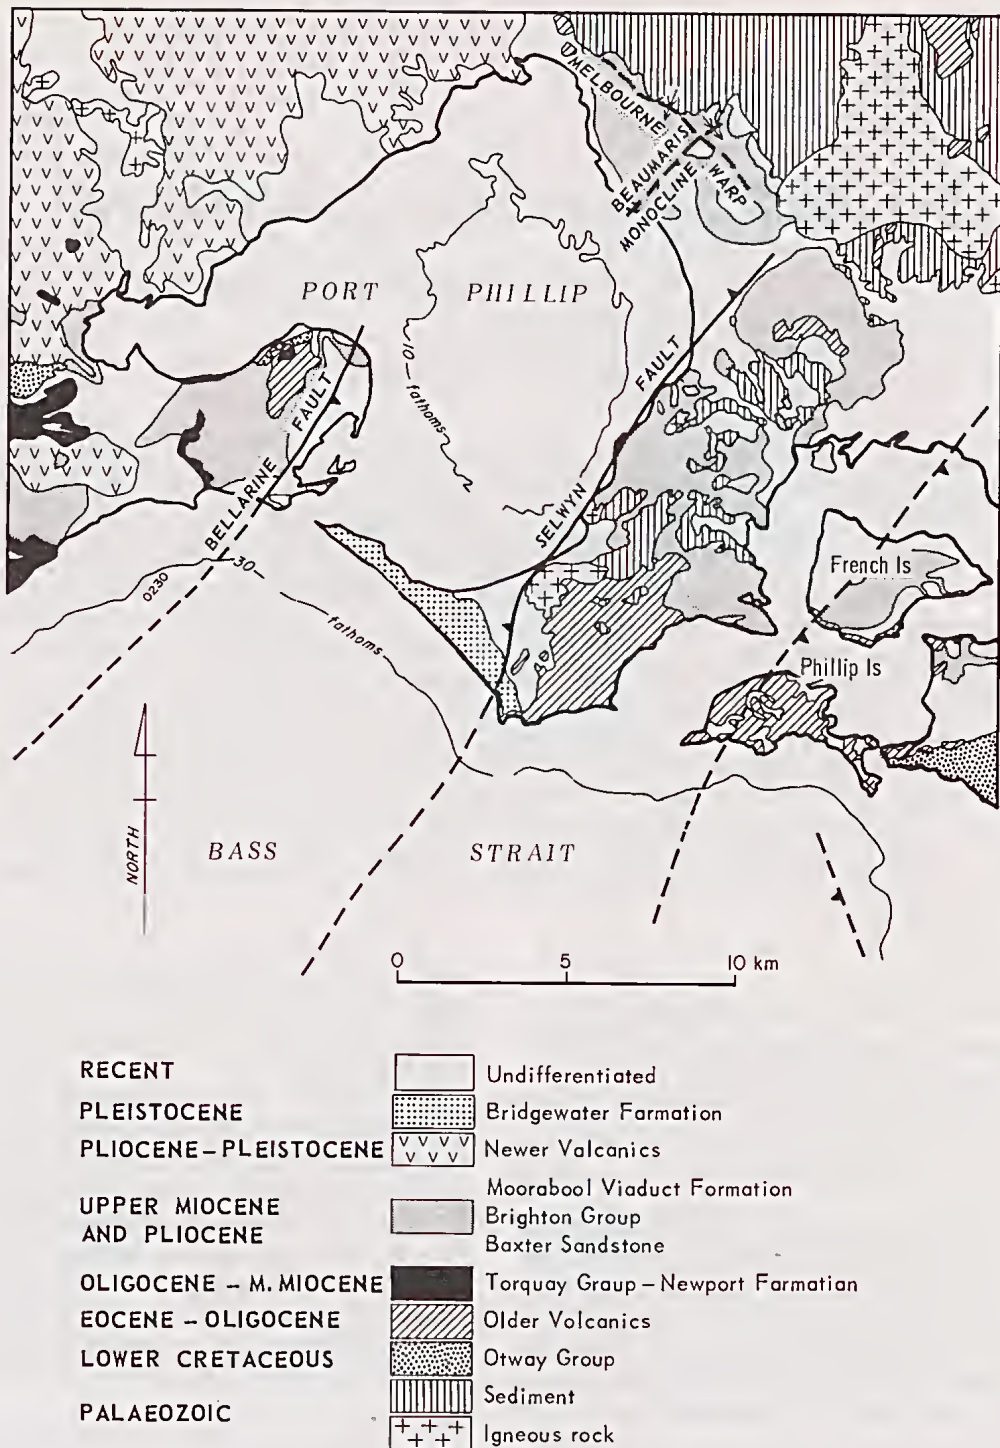 MELBOURNE
WARP
BEAUMARIS
MONOCLINE
PORT PHILLIP
10 fathoms
SELWYN FAULT
BELLARINE FAULT
0230
30
fathoms
French Is
Phillip Is
NORTH
BASS STRAIT
0 5 10 km
RECENT Undifferentiated
PLEISTOCENE Bridgewater Farmation
PLIOCENE – PLEISTOCENE Newer Valcanics
UPPER MIOCENE AND PLIOCENE
Moorabool Viaduct Formation
Brighton Group
Baxter Sandstone
OLIGOCENE – M. MIOCENE Torquay Graup – Newport Farmatian
EOCENE – OLIGOCENE Older Valcanics
LOWER CRETACEOUS Otway Group
PALAEOZOIC
Sediment
Igneous rock